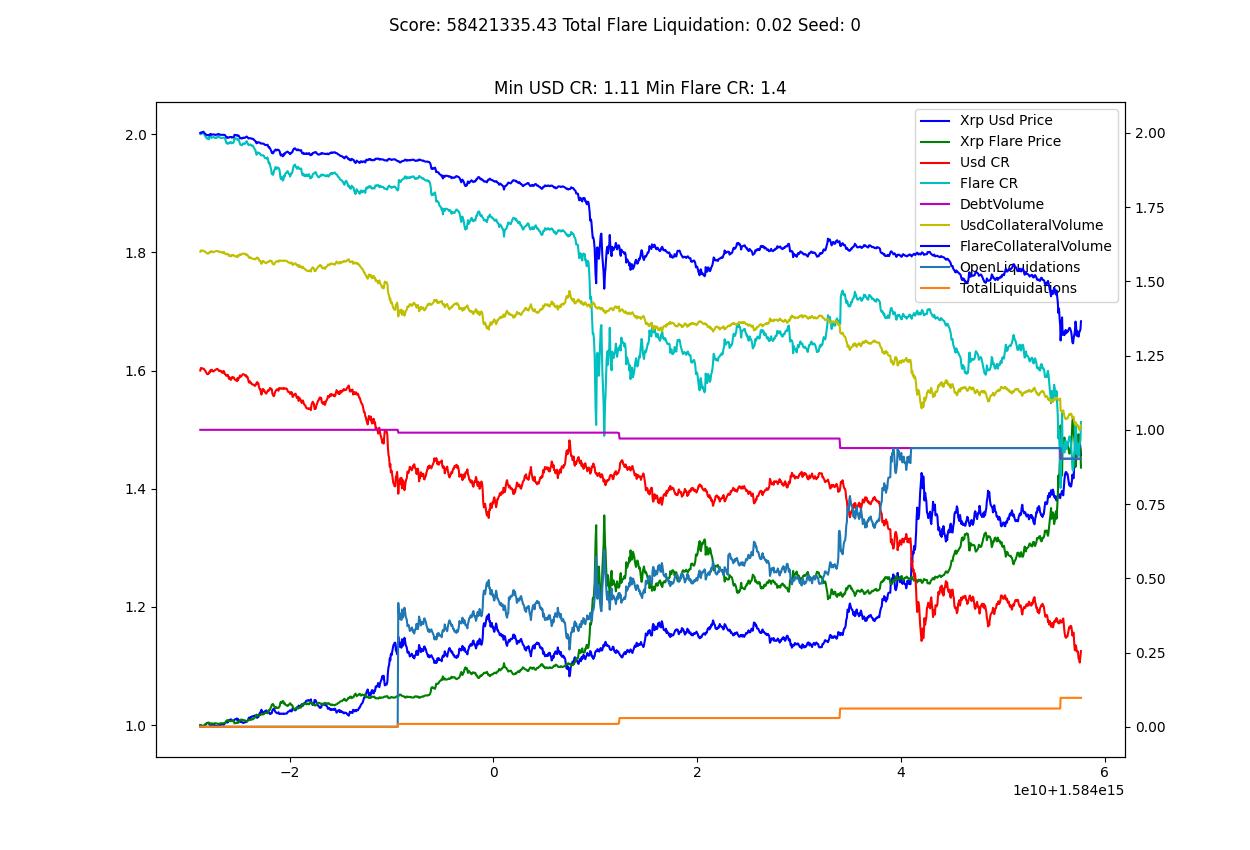 Score: 58421335.43 Total Flare Liquidation: 0.02 Seed: 0
Min USD CR: 1.11 Min Flare CR: 1.4
2.0
1.8
1.6
1.4
1.2
1.0
Xrp Usd Price
Xrp Flare Price
Usd CR
Flare CR
DebtVolume
UsdCollateralVolume
FlareCollateralVolume
OpenLiquidations
TotalLiquidations
2.00
1.75
1.50
1.25
1.00
0.75
0.50
0.25
0.00
−2 0 2 4 6
1e10+1.584e15